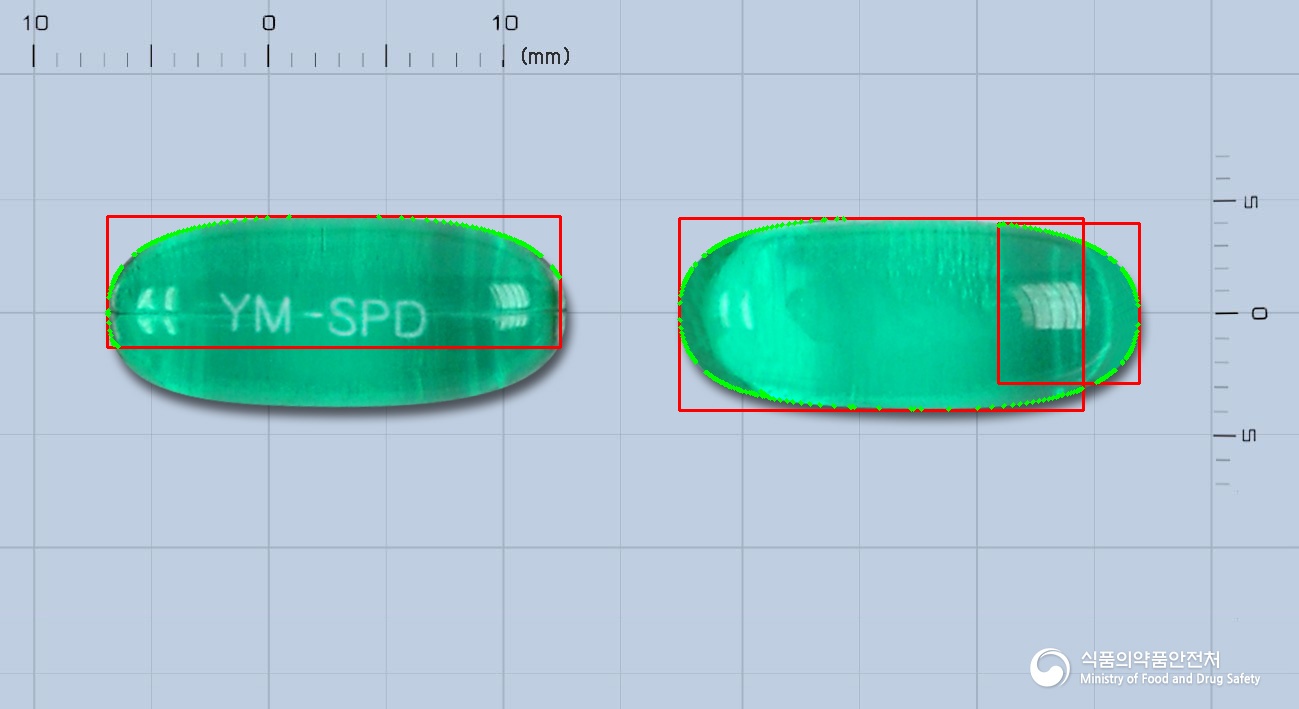 10 0 10
(mm)
YM-SPD
5
0
5
식품의약품안전처
Ministry of Food and Drug Safety